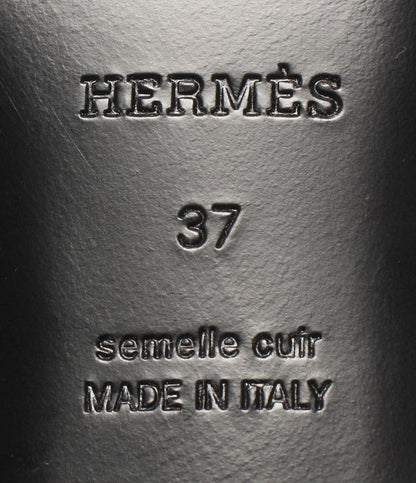 HERMÈS
37
semelle cuir
MADE IN ITALY